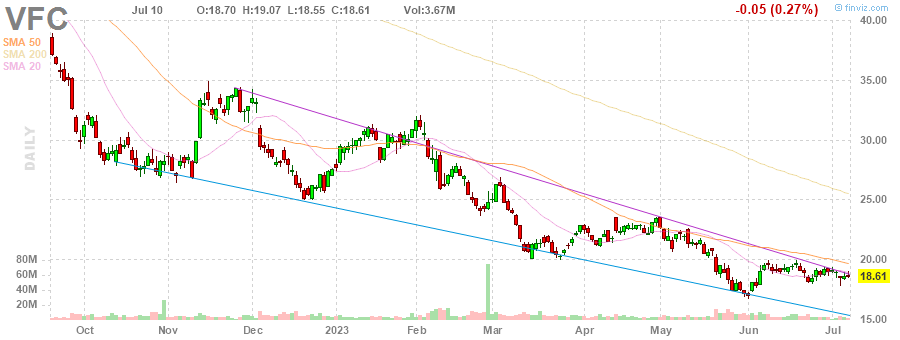 VFC Jul 10 O:18.70 H:19.07 L:18.55 C:18.61 Vol:3.67M -0.05 (0.27%) © finviz.com
SMA 50
SMA 200
SMA 20
DAILY
40.00
35.00
30.00
25.00
20.00
18.61
15.00
80M
60M
40M
20M
Oct Nov Dec 2023 Feb Mar Apr May Jun Jul